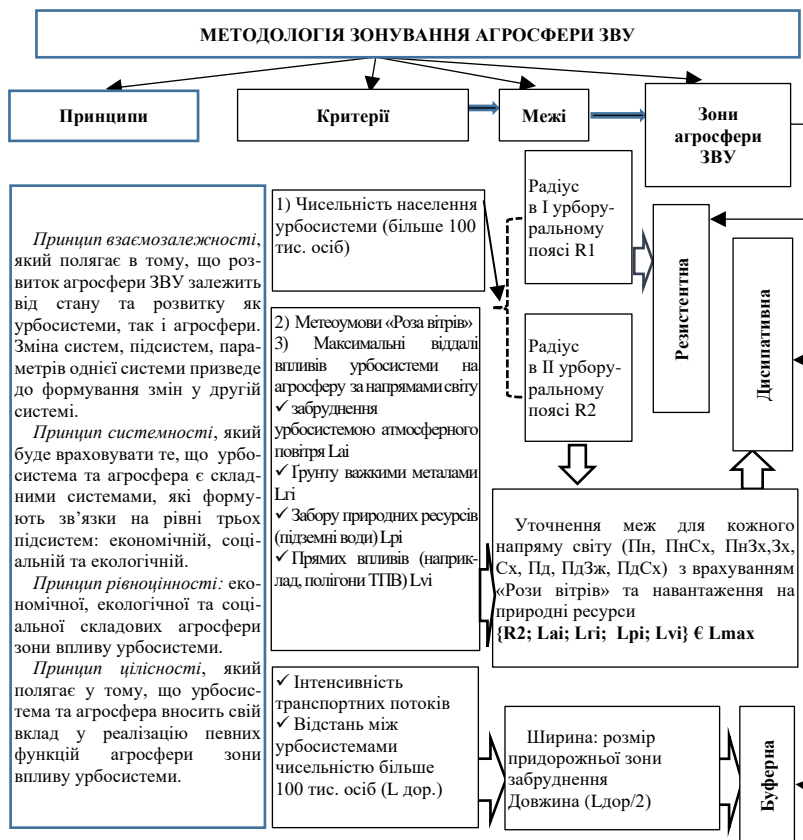 МЕТОДОЛОГІЯ ЗОНУВАННЯ АГРОСФЕРИ ЗВУ
Принципи
Критерії
Межі
Зони
агросфери
ЗВУ
Принцип взаємозалежності,
який полягає в тому, що роз-
виток агросфери ЗВУ залежить
від стану та розвитку як
урбосистеми, так і агросфери.
Зміна систем, підсистем, пара-
метрів однієї системи призведе
до формування змін у другій
системі.
Принцип системності, який
буде враховувати те, що урбо-
система та агросфера є склад-
ними системами, які форму-
ють зв’язки на рівні трьох
підсистем: економічній, соці-
альній та екологічній.
Принцип рівноцінності: еко-
номічної, екологічної та соці-
альної складових агросфери
зони впливу урбосистеми.
Принцип цілісності, який
полягає у тому, що урбосис-
тема та агросфера вносить свій
вклад у реалізацію певних
функцій агросфери зони
впливу урбосистеми.
1) Чисельність населення
урбосистеми (більше 100
тис. осіб)
2) Метеоумови «Роза вітрів»
3) Максимальні віддалі
впливів урбосистеми на
агросферу за напрямами світу
✓ забруднення
урбосистемою атмосферного
повітря Lai
✓ Ґрунту важкими металами
Lri
✓ Забору природних ресурсів
(підземні води) Lpi
✓ Прямих впливів (наприк-
лад, полігони ТПВ) Lvi
✓ Інтенсивність
транспортних потоків
✓ Відстань між
урбосистемами
чисельністю більше
100 тис. осіб (L дор.)
Радіус
в I урбору-
ральному
поясі R1
Радіус
в II урбору-
ральному
поясі R2
Резистентна
Дисипативна
Уточнення меж для кожного
напряму світу (Пн, ПнСх, ПнЗх,Зх,
Сх, Пд, ПдЗж, ПдСх) з врахуванням
«Рози вітрів» та навантаження на
природні ресурси
{R2; Lai; Lri; Lpi; Lvi} € Lmax
Ширина: розмір
придорожньої зони
забруднення
Довжина (Lдор/2)
Буферна